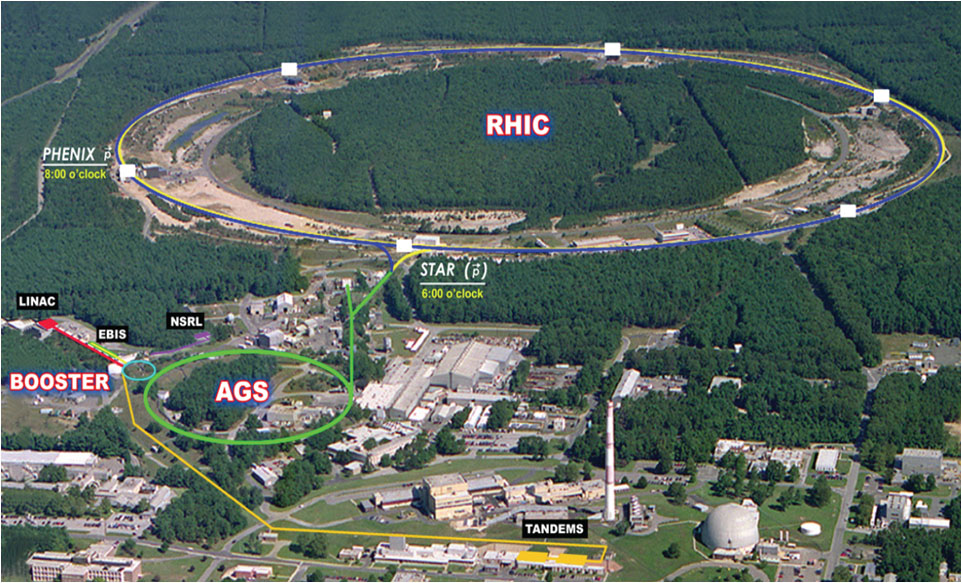 RHIC
PHENIX p
8:00 o'clock
STAR (p)
6:00 o'clock
LINAC
EBIS
NSRL
BOOSTER
AGS
TANDEMS